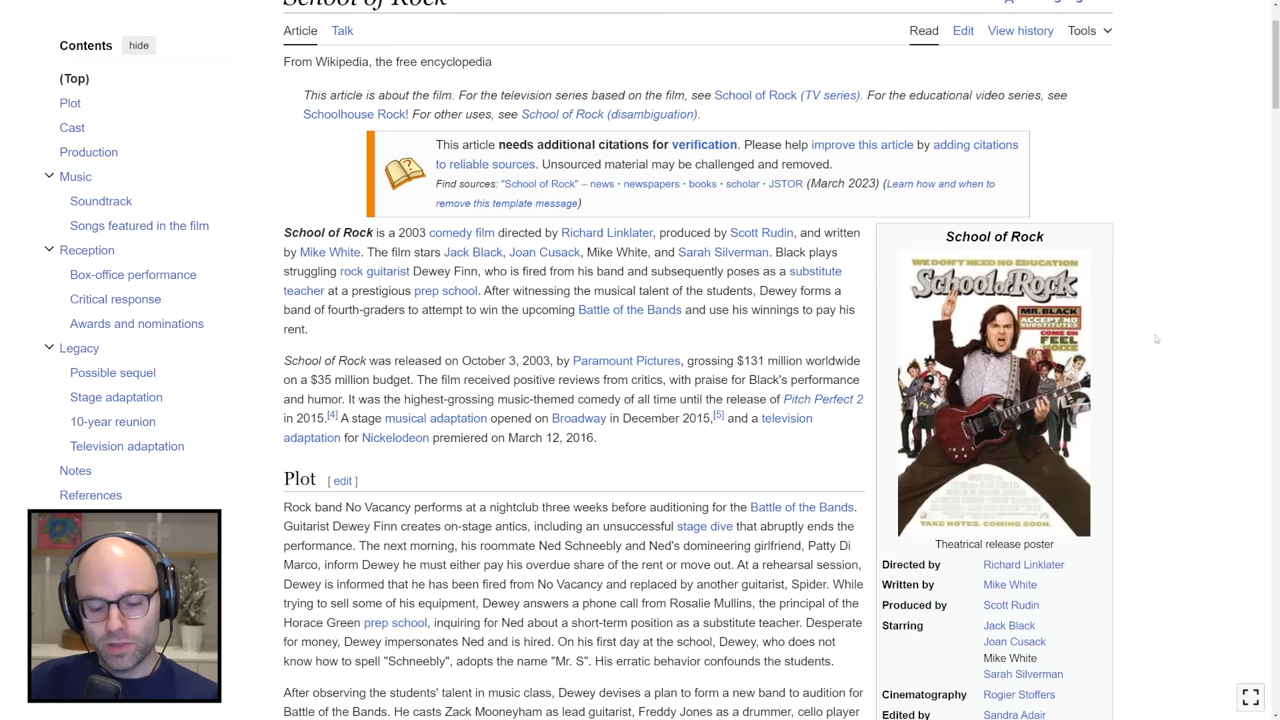 School of Rock
Contents hide
(Top)
Plot
Cast
Production
Music
Soundtrack
Songs featured in the film
Reception
Box-office performance
Critical response
Awards and nominations
Legacy
Possible sequel
Stage adaptation
10-year reunion
Television adaptation
Notes
References
Article Talk Read Edit View history Tools
From Wikipedia, the free encyclopedia
This article is about the film. For the television series based on the film, see School of Rock (TV series). For the educational video series, see
Schoolhouse Rock! For other uses, see School of Rock (disambiguation).
This article needs additional citations for verification. Please help improve this article by adding citations
to reliable sources. Unsourced material may be challenged and removed.
Find sources: "School of Rock" – news · newspapers · books · scholar · JSTOR (March 2023) (Learn how and when to
remove this template message)
School of Rock is a 2003 comedy film directed by Richard Linklater, produced by Scott Rudin, and written
by Mike White. The film stars Jack Black, Joan Cusack, Mike White, and Sarah Silverman. Black plays
struggling rock guitarist Dewey Finn, who is fired from his band and subsequently poses as a substitute
teacher at a prestigious prep school. After witnessing the musical talent of the students, Dewey forms a
band of fourth-graders to attempt to win the upcoming Battle of the Bands and use his winnings to pay his
rent.
School of Rock was released on October 3, 2003, by Paramount Pictures, grossing $131 million worldwide
on a $35 million budget. The film received positive reviews from critics, with praise for Black's performance
and humor. It was the highest-grossing music-themed comedy of all time until the release of Pitch Perfect 2
in 2015.[4] A stage musical adaptation opened on Broadway in December 2015,[5] and a television
adaptation for Nickelodeon premiered on March 12, 2016.
Plot [ edit ]
Rock band No Vacancy performs at a nightclub three weeks before auditioning for the Battle of the Bands.
Guitarist Dewey Finn creates on-stage antics, including an unsuccessful stage dive that abruptly ends the
performance. The next morning, his roommate Ned Schneebly and Ned's domineering girlfriend, Patty Di
Marco, inform Dewey he must either pay his overdue share of the rent or move out. At a rehearsal session,
Dewey is informed that he has been fired from No Vacancy and replaced by another guitarist, Spider. While
trying to sell some of his equipment, Dewey answers a phone call from Rosalie Mullins, the principal of the
Horace Green prep school, inquiring for Ned about a short-term position as a substitute teacher. Desperate
for money, Dewey impersonates Ned and is hired. On his first day at the school, Dewey, who does not
know how to spell "Schneebly", adopts the name "Mr. S". His erratic behavior confounds the students.
After observing the students' talent in music class, Dewey devises a plan to form a new band to audition for
Battle of the Bands. He casts Zack Mooneyham as lead guitarist, Freddy Jones as a drummer, cello player
School of Rock
WE DON'T NEED NO EDUCATION
School of Rock
MR. BLACK
ACCEPT NO
SUBSTITUTES
COME ON
FEEL
NOIZE
TAKE NOTES. COMING SOON.
Theatrical release poster
Directed by Richard Linklater
Written by Mike White
Produced by Scott Rudin
Starring Jack Black
Joan Cusack
Mike White
Sarah Silverman
Cinematography Rogier Stoffers
Edited by Sandra Adair